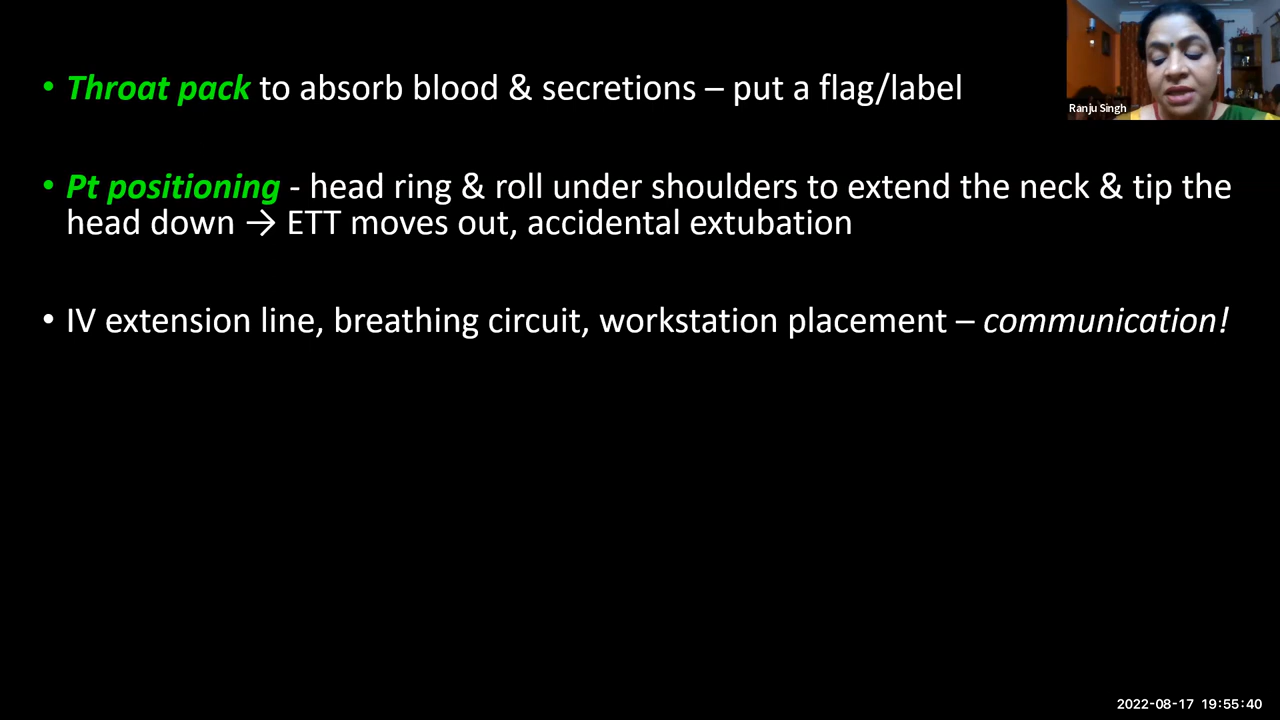 • Throat pack to absorb blood & secretions – put a flag/label
Ranju Singh
• Pt positioning - head ring & roll under shoulders to extend the neck & tip the
head down → ETT moves out, accidental extubation
• IV extension line, breathing circuit, workstation placement – communication!
2022-08-17 19:55:40